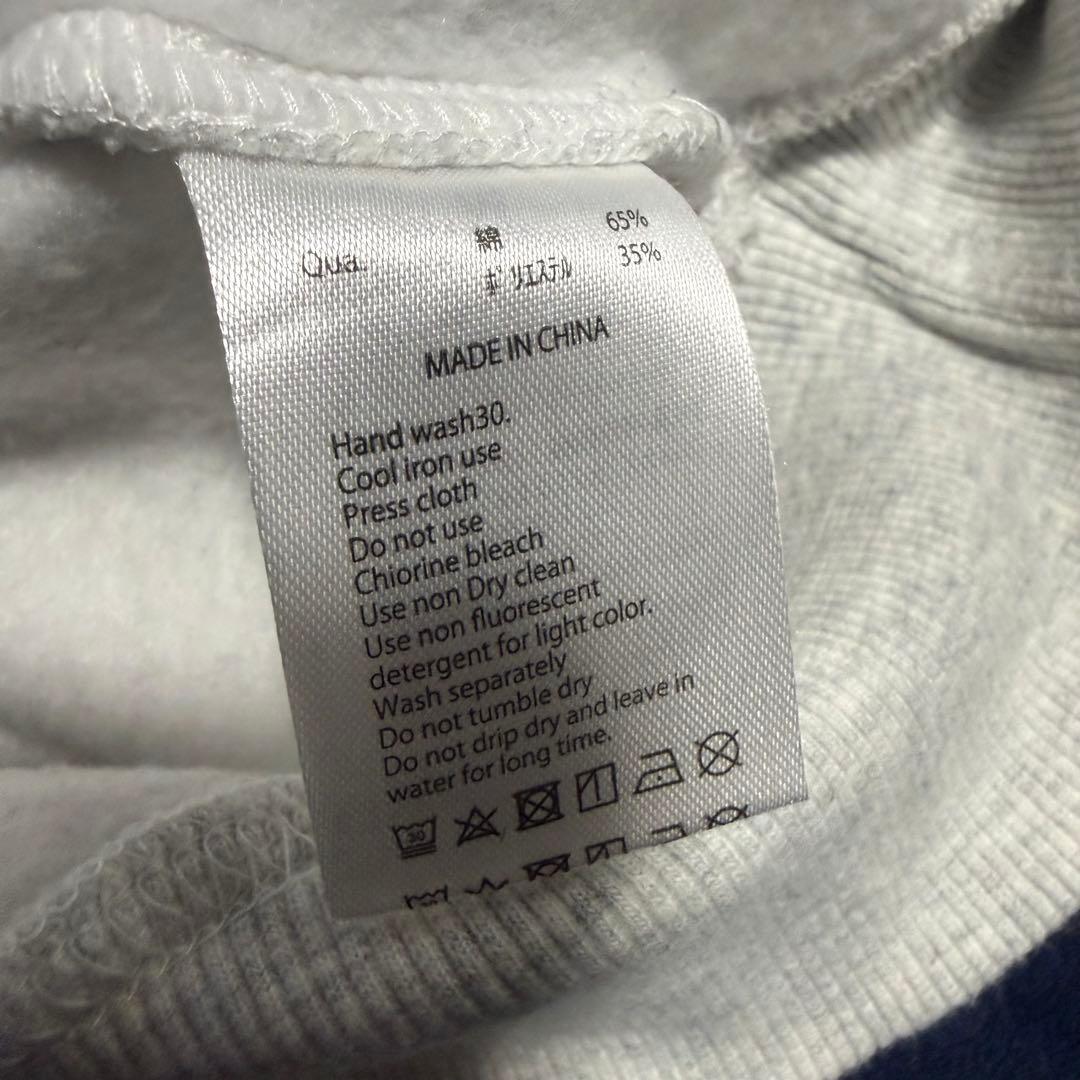 Qua. 綿 65%
ポリエステル 35%
MADE IN CHINA
Hand wash30.
Cool iron use
Press cloth
Do not use
Chiorine bleach
Use non Dry clean
Use non fluorescent
detergent for light color.
Wash separately
Do not tumble dry
Do not drip dry and leave in
water for long time.
30